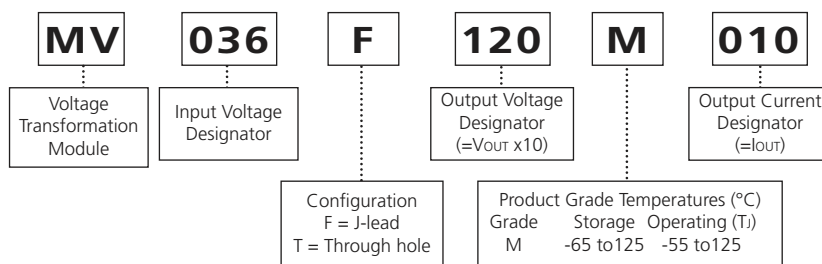 MV 036 F 120 M 010
Voltage
Transformation
Module
Input Voltage
Designator
Output Voltage
Designator
(=VOUT x10)
Output Current
Designator
(=IOUT)
Configuration
F = J-lead
T = Through hole
Product Grade Temperatures (°C)
Grade Storage Operating (TJ)
M -65 to125 -55 to125